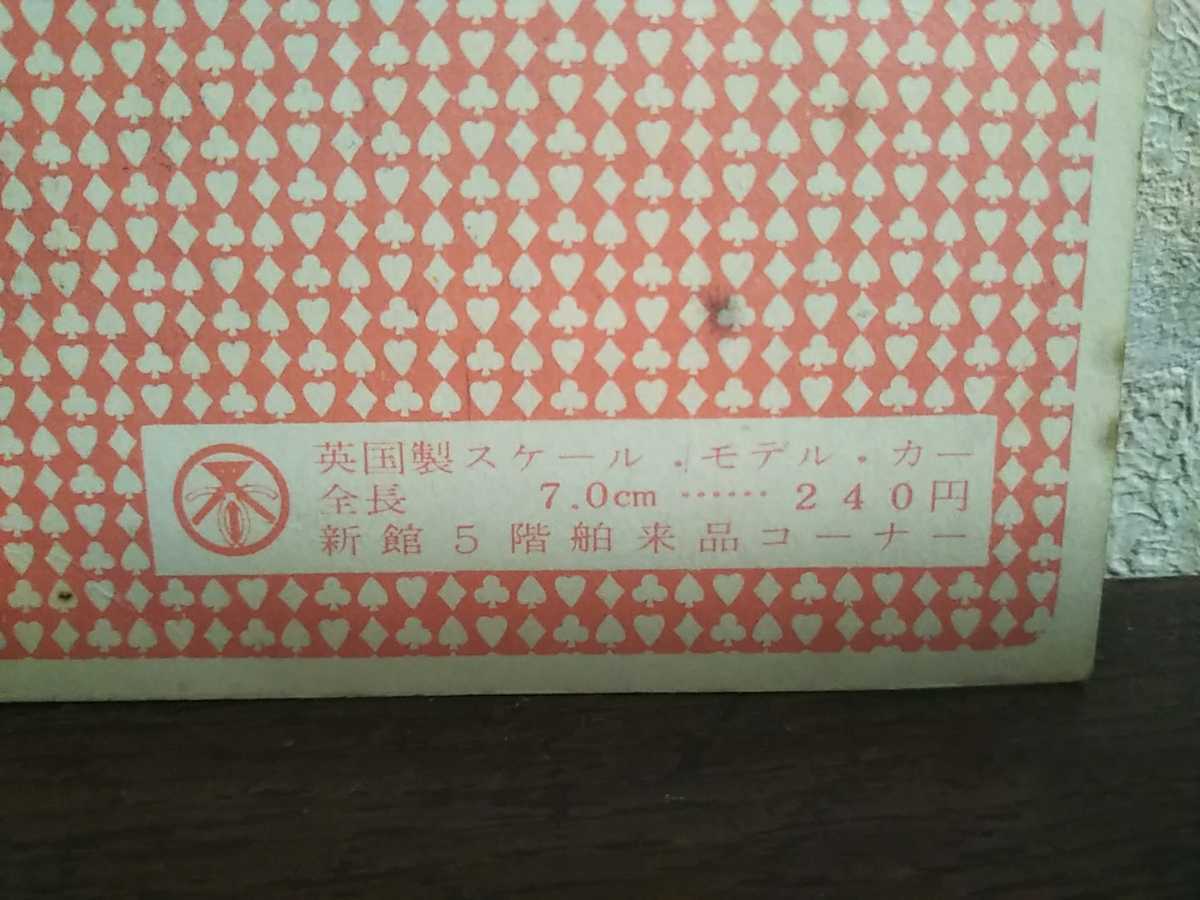 英国製スケール・モデル・カー
全長 7.0cm …… 240円
新館5階舶来品コーナー